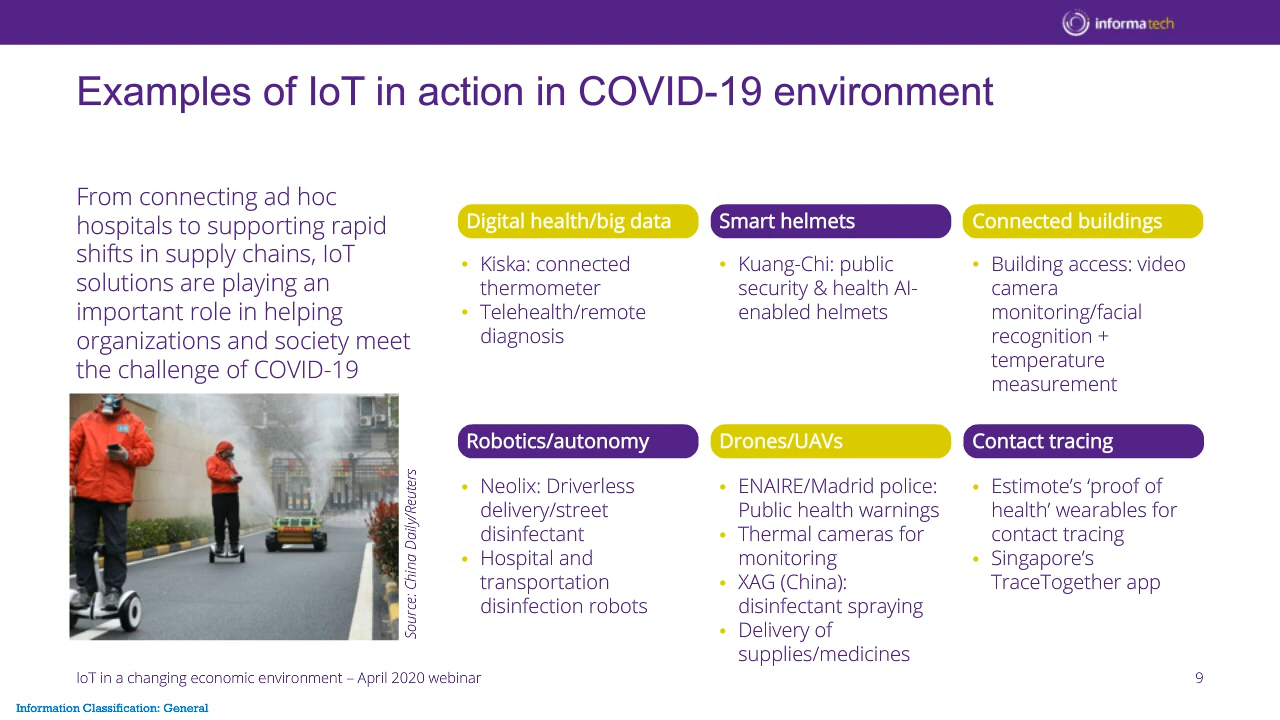 informa tech
Examples of IoT in action in COVID-19 environment
From connecting ad hoc
hospitals to supporting rapid
shifts in supply chains, IoT
solutions are playing an
important role in helping
organizations and society meet
the challenge of COVID-19
Source: China Daily/Reuters
Digital health/big data
• Kiska: connected
thermometer
• Telehealth/remote
diagnosis
Smart helmets
• Kuang-Chi: public
security & health AI-
enabled helmets
Connected buildings
• Building access: video
camera
monitoring/facial
recognition +
temperature
measurement
Robotics/autonomy
• Neolix: Driverless
delivery/street
disinfectant
• Hospital and
transportation
disinfection robots
Drones/UAVs
• ENAIRE/Madrid police:
Public health warnings
• Thermal cameras for
monitoring
• XAG (China):
disinfectant spraying
• Delivery of
supplies/medicines
Contact tracing
• Estimote’s ‘proof of
health’ wearables for
contact tracing
• Singapore’s
TraceTogether app
IoT in a changing economic environment – April 2020 webinar
9
Information Classification: General